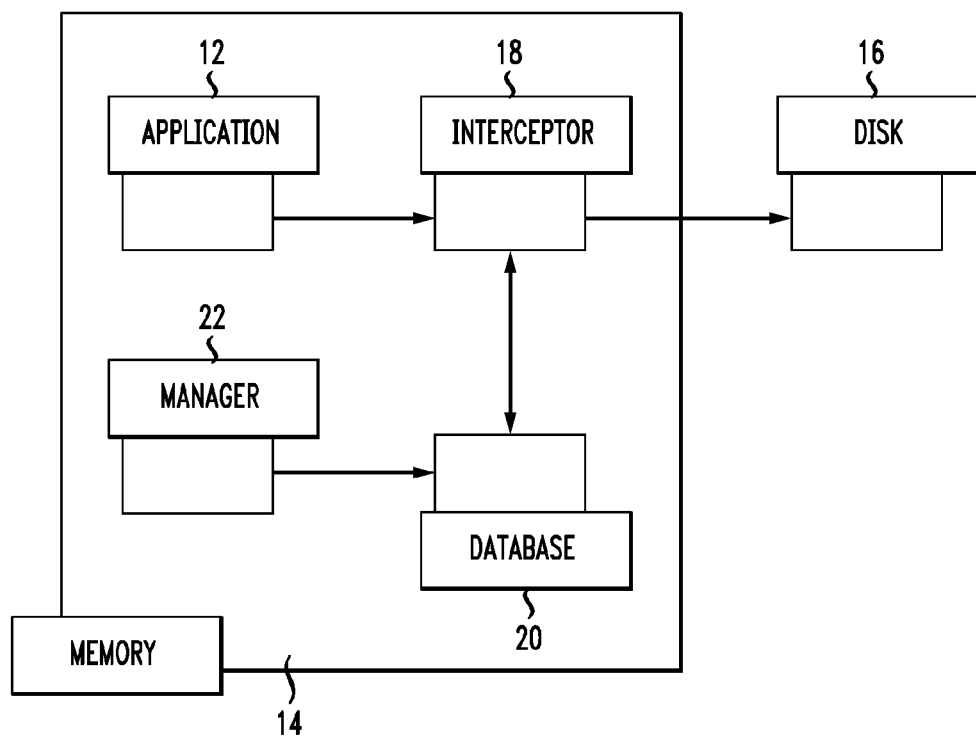 12
18
16
APPLICATION
INTERCEPTOR
DISK
22
MANAGER
DATABASE
20
MEMORY
14